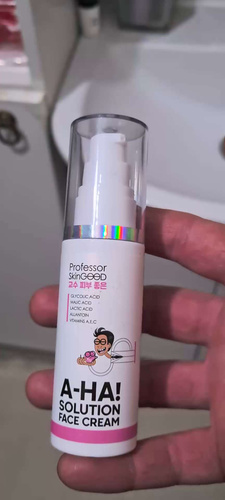 Professor
SkinGOOD
교수 피부 좋은
GLYCOLIC ACID
MALIC ACID
LACTIC ACID
ALLANTOIN
VITAMINS A, E, C
A-HA!
SOLUTION
FACE CREAM